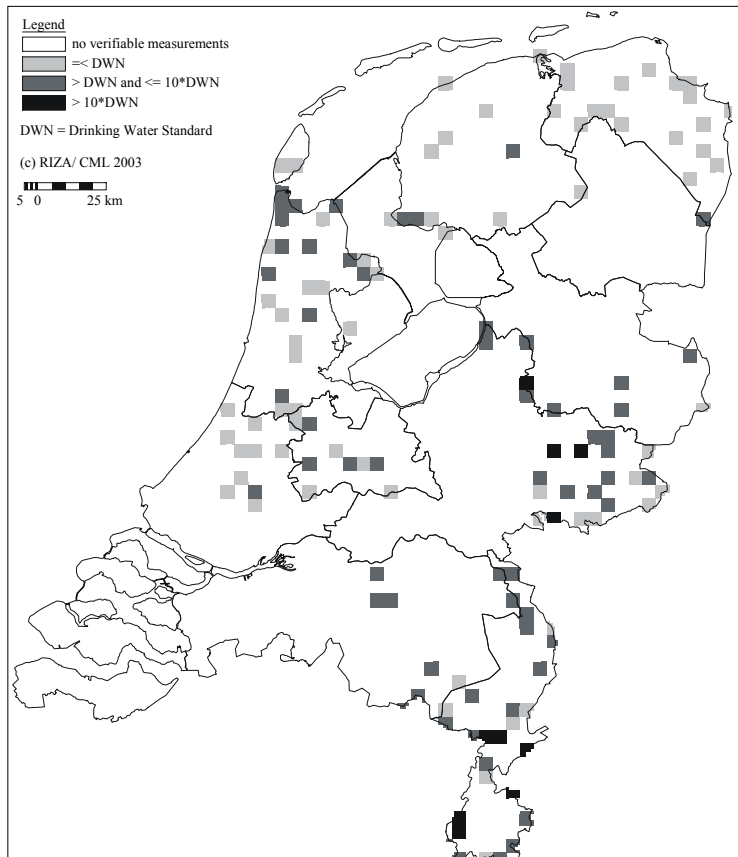 Legend
no verifiable measurements
=< DWN
> DWN and <= 10*DWN
> 10*DWN
DWN = Drinking Water Standard
(c) RIZA/ CML 2003
5 0 25 km